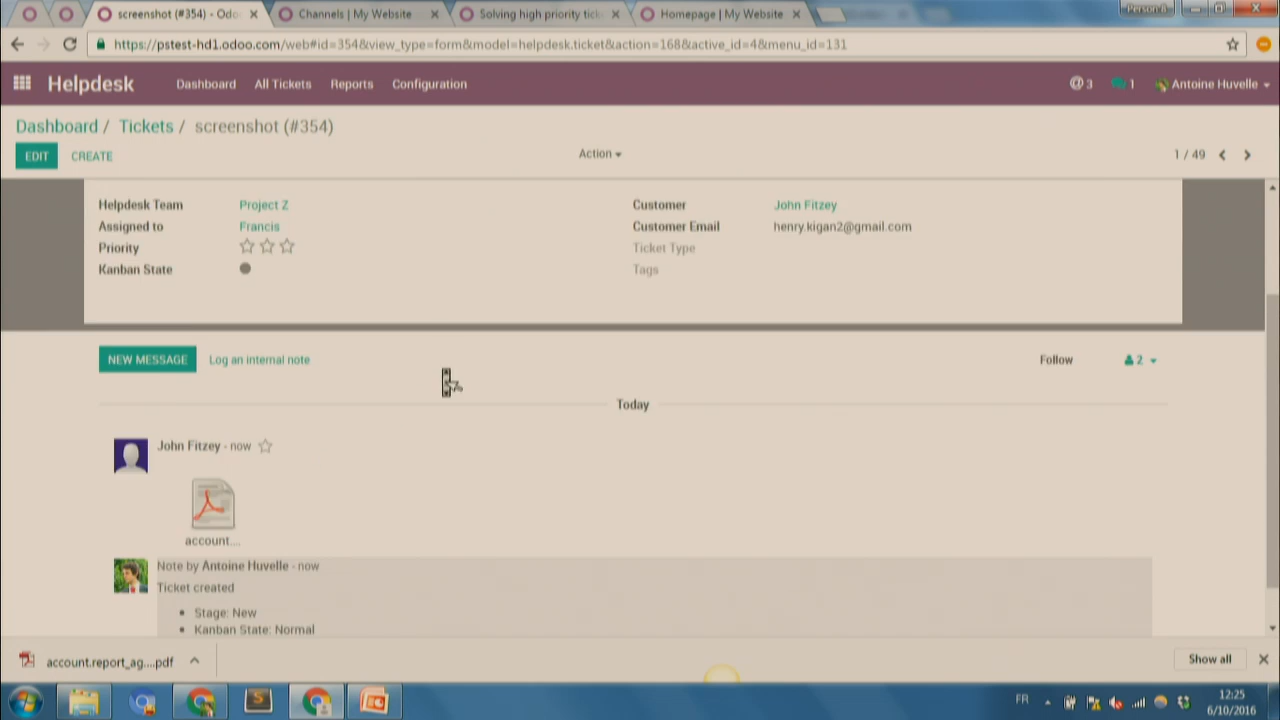 screenshot (#354) - Odo
Channels | My Website
Solving high priority tick
Homepage | My Website
https://pstest-hd1.odoo.com/web#id=354&view_type=form&model=helpdesk.ticket&action=168&active_id=4&menu_id=131
Helpdesk Dashboard All Tickets Reports Configuration @3 1 Antoine Huvelle
Dashboard / Tickets / screenshot (#354)
EDIT CREATE Action 1 / 49
Helpdesk Team Project Z Customer John Fitzey
Assigned to Francis Customer Email henry.kigan2@gmail.com
Priority Ticket Type
Kanban State Tags
NEW MESSAGE Log an internal note Follow 2
Today
John Fitzey - now
account...
Note by Antoine Huvelle - now
Ticket created
Stage: New
Kanban State: Normal
account.report_ag....pdf Show all
FR 12:25
6/10/2016